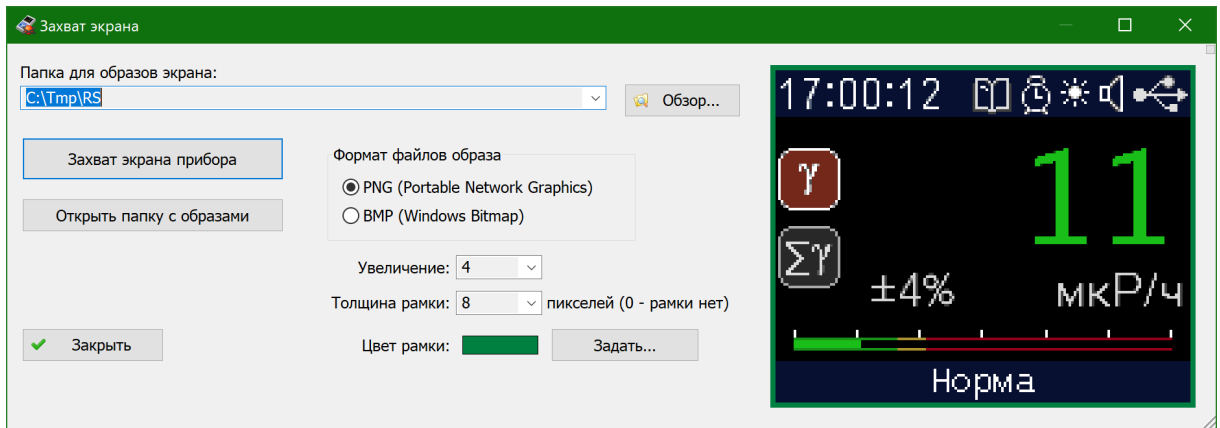 Захват экрана
Папка для образов экрана:
C:\Tmp\RS
Обзор...
Захват экрана прибора
Открыть папку с образами
Формат файлов образа
PNG (Portable Network Graphics)
BMP (Windows Bitmap)
Увеличение: 4
Толщина рамки: 8 пикселей (0 - рамки нет)
Цвет рамки: Задать...
Закрыть
17:00:12
γ
11
Σγ
±4% мкР/ч
Норма